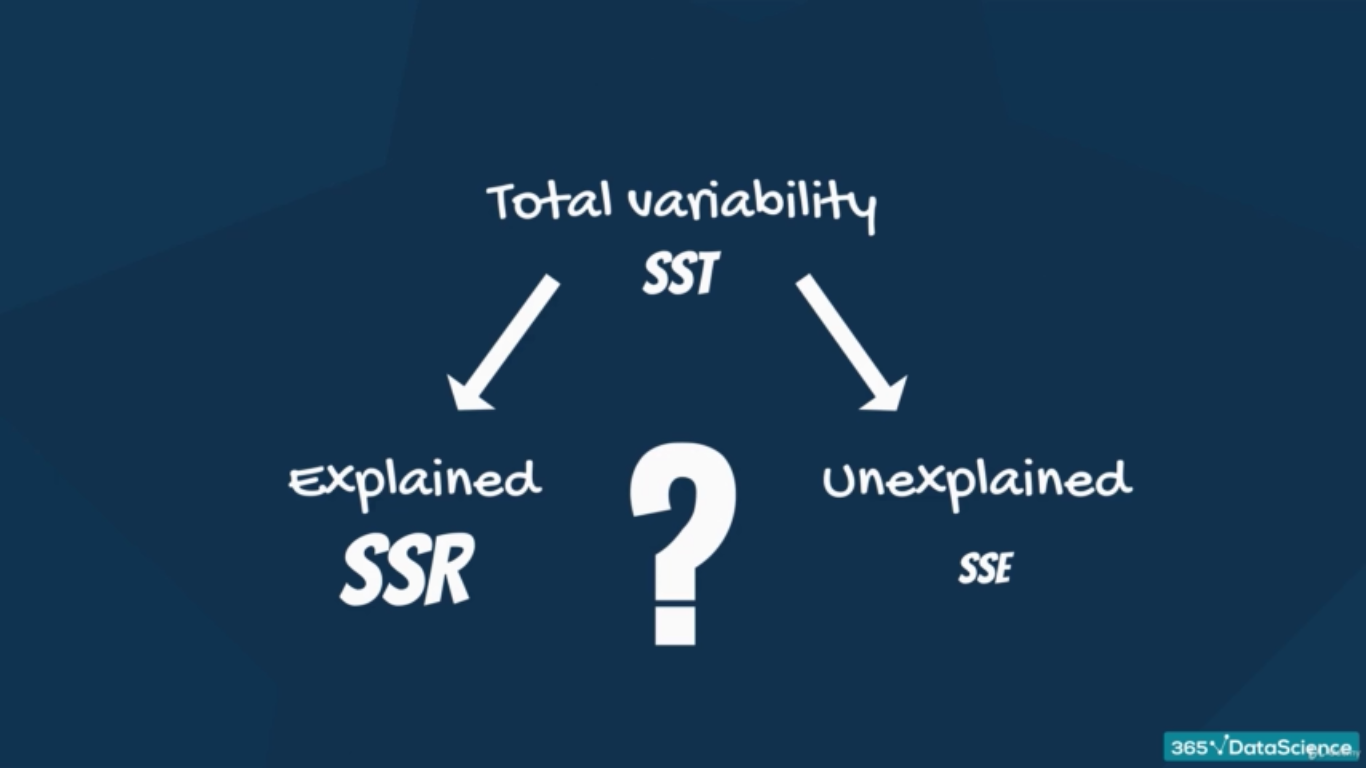 Total variability
SST
Explained
Unexplained
SSR
?
SSE
365 DataScience